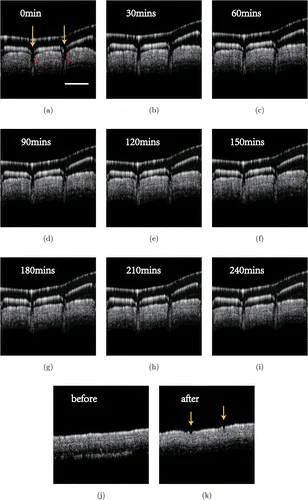 0min 30mins 60mins
(a) (b) (c)
90mins 120mins 150mins
(d) (e) (f)
180mins 210mins 240mins
(g) (h) (i)
before after
(j) (k)